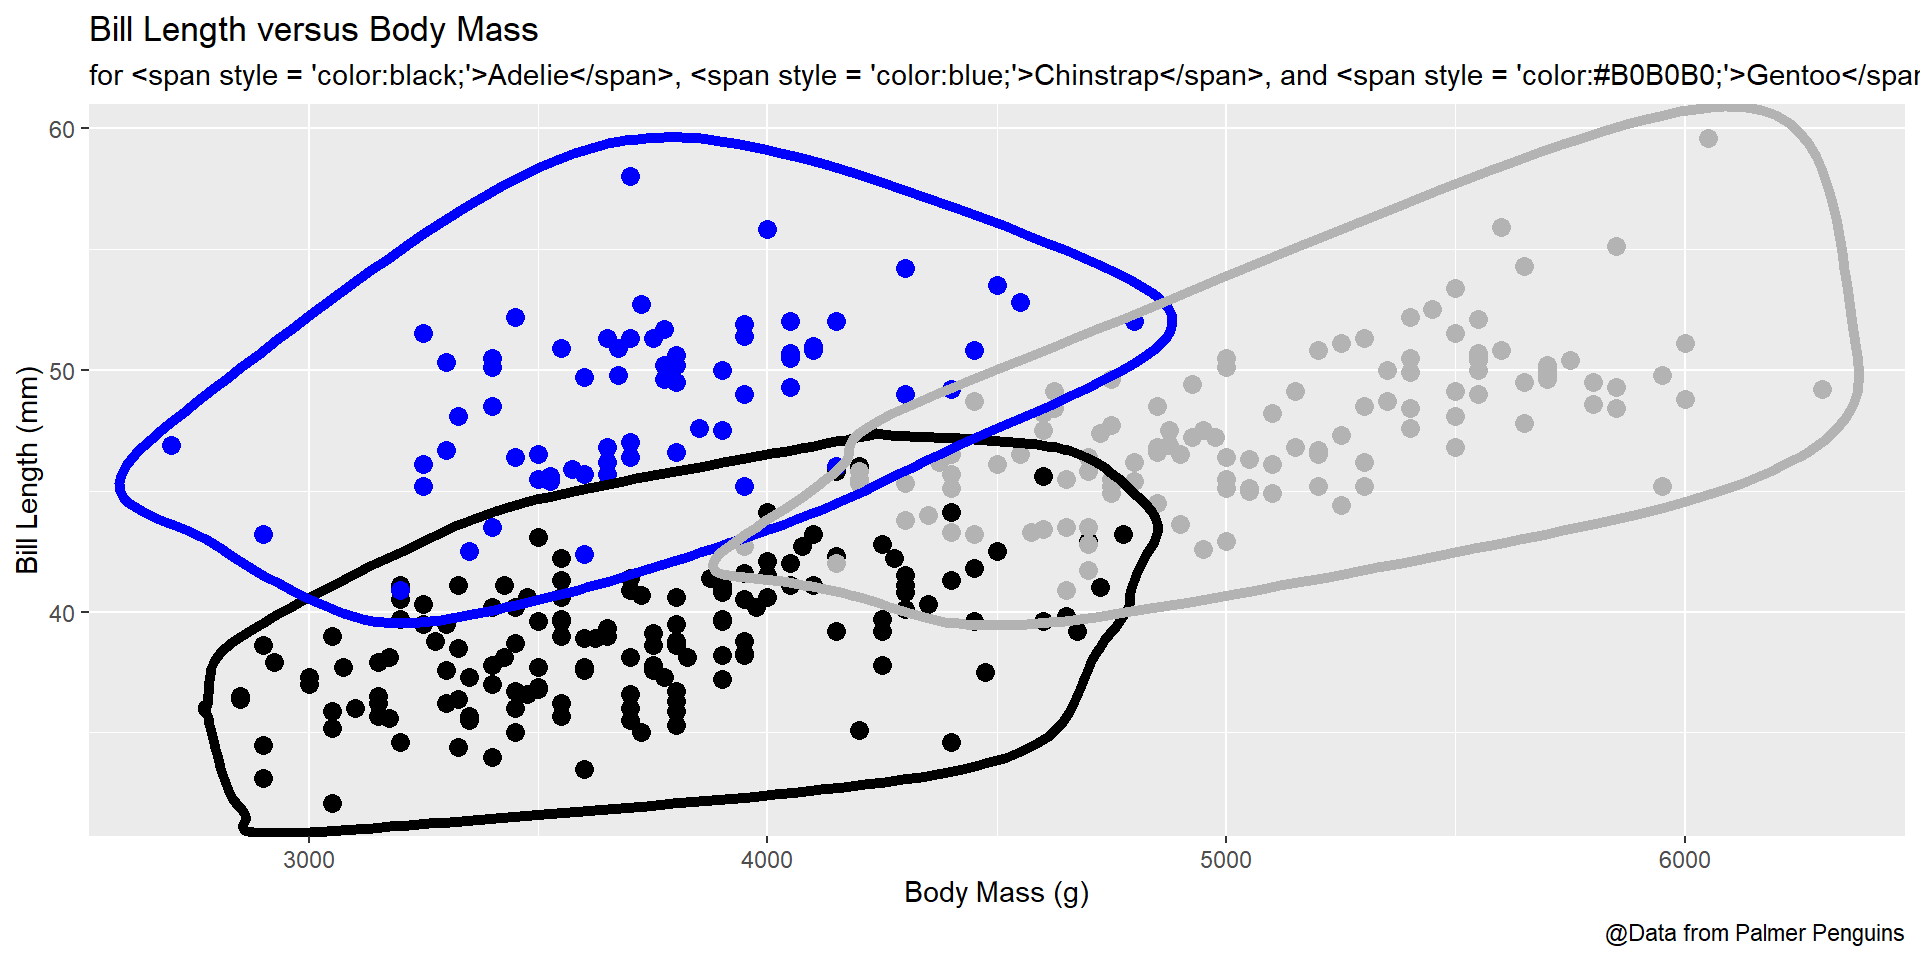 Bill Length versus Body Mass
for <span style = 'color:black;'>Adelie</span>, <span style = 'color:blue;'>Chinstrap</span>, and <span style = 'color:#B0B0B0;'>Gentoo</spa
60
50
40
Bill Length (mm)
3000 4000 5000 6000
Body Mass (g)
@Data from Palmer Penguins